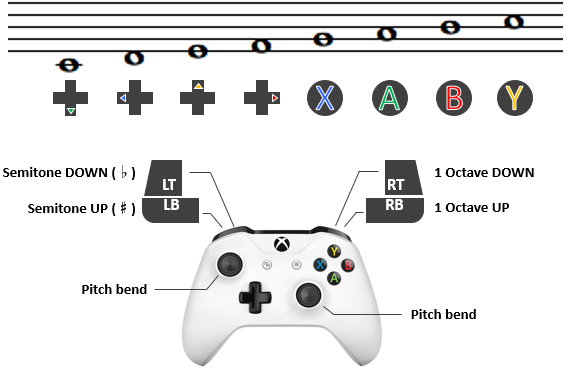 X A B Y
Semitone DOWN ( ♭ )
LT
RT
1 Octave DOWN
Semitone UP ( ♯ )
LB
RB
1 Octave UP
Y
X B
A
Pitch bend
Pitch bend